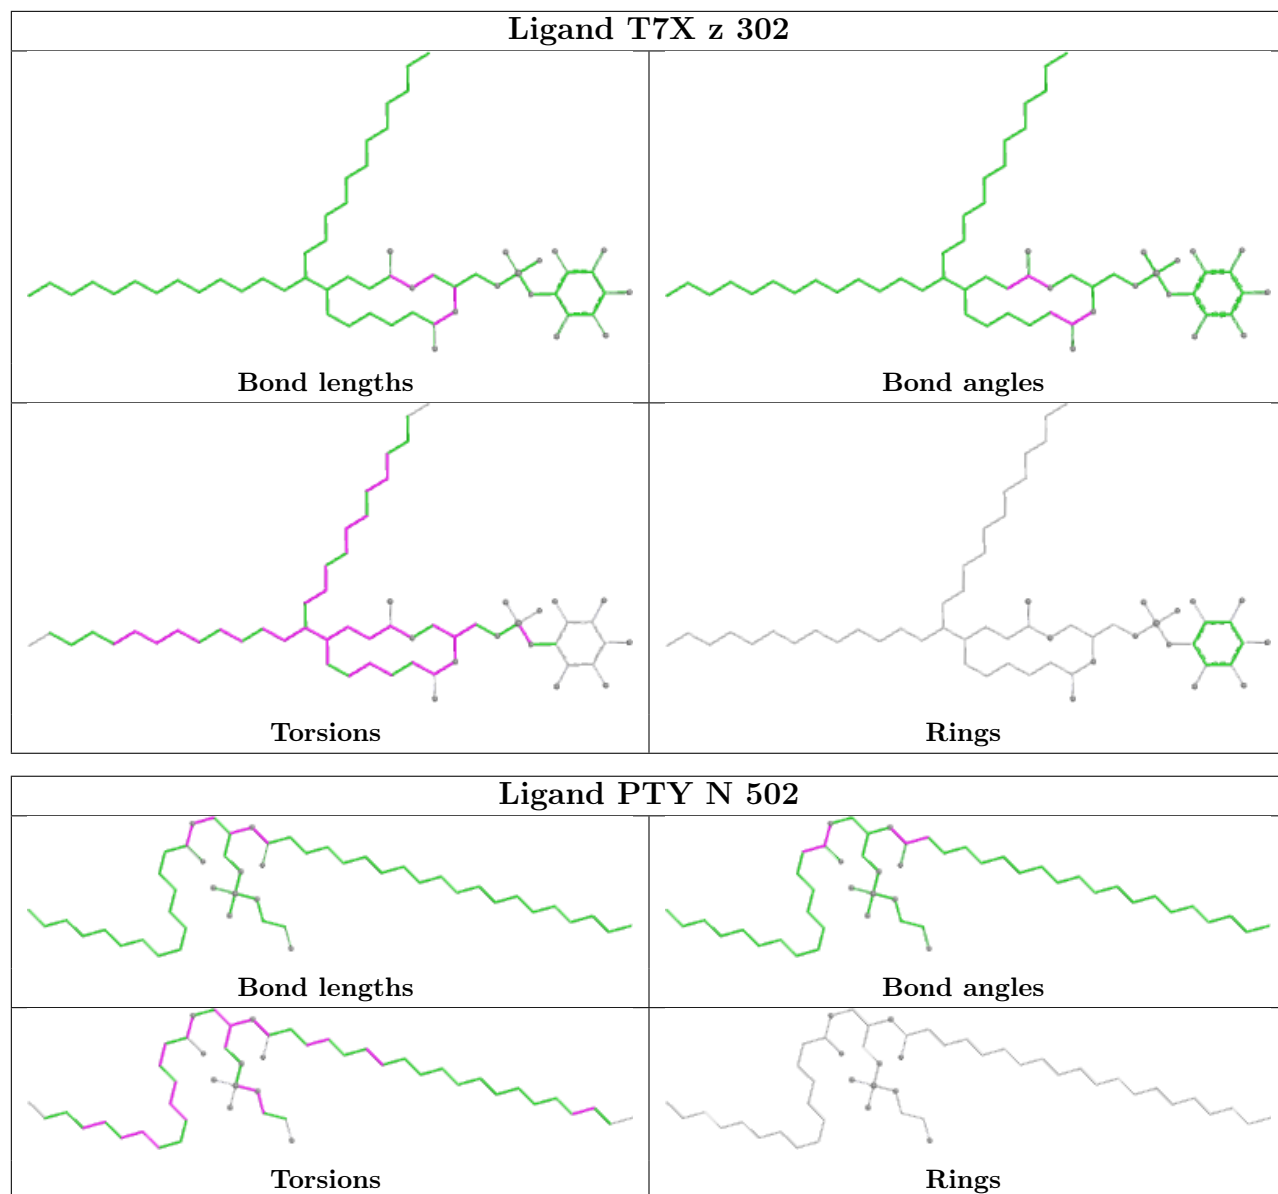 Ligand T7X z 302
Bond lengths
Bond angles
Torsions
Rings
Ligand PTY N 502
Bond lengths
Bond angles
Torsions
Rings